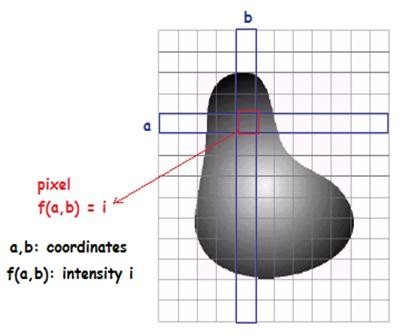 b
a
pixel
f(a,b) = i
a,b: coordinates
f(a,b): intensity i